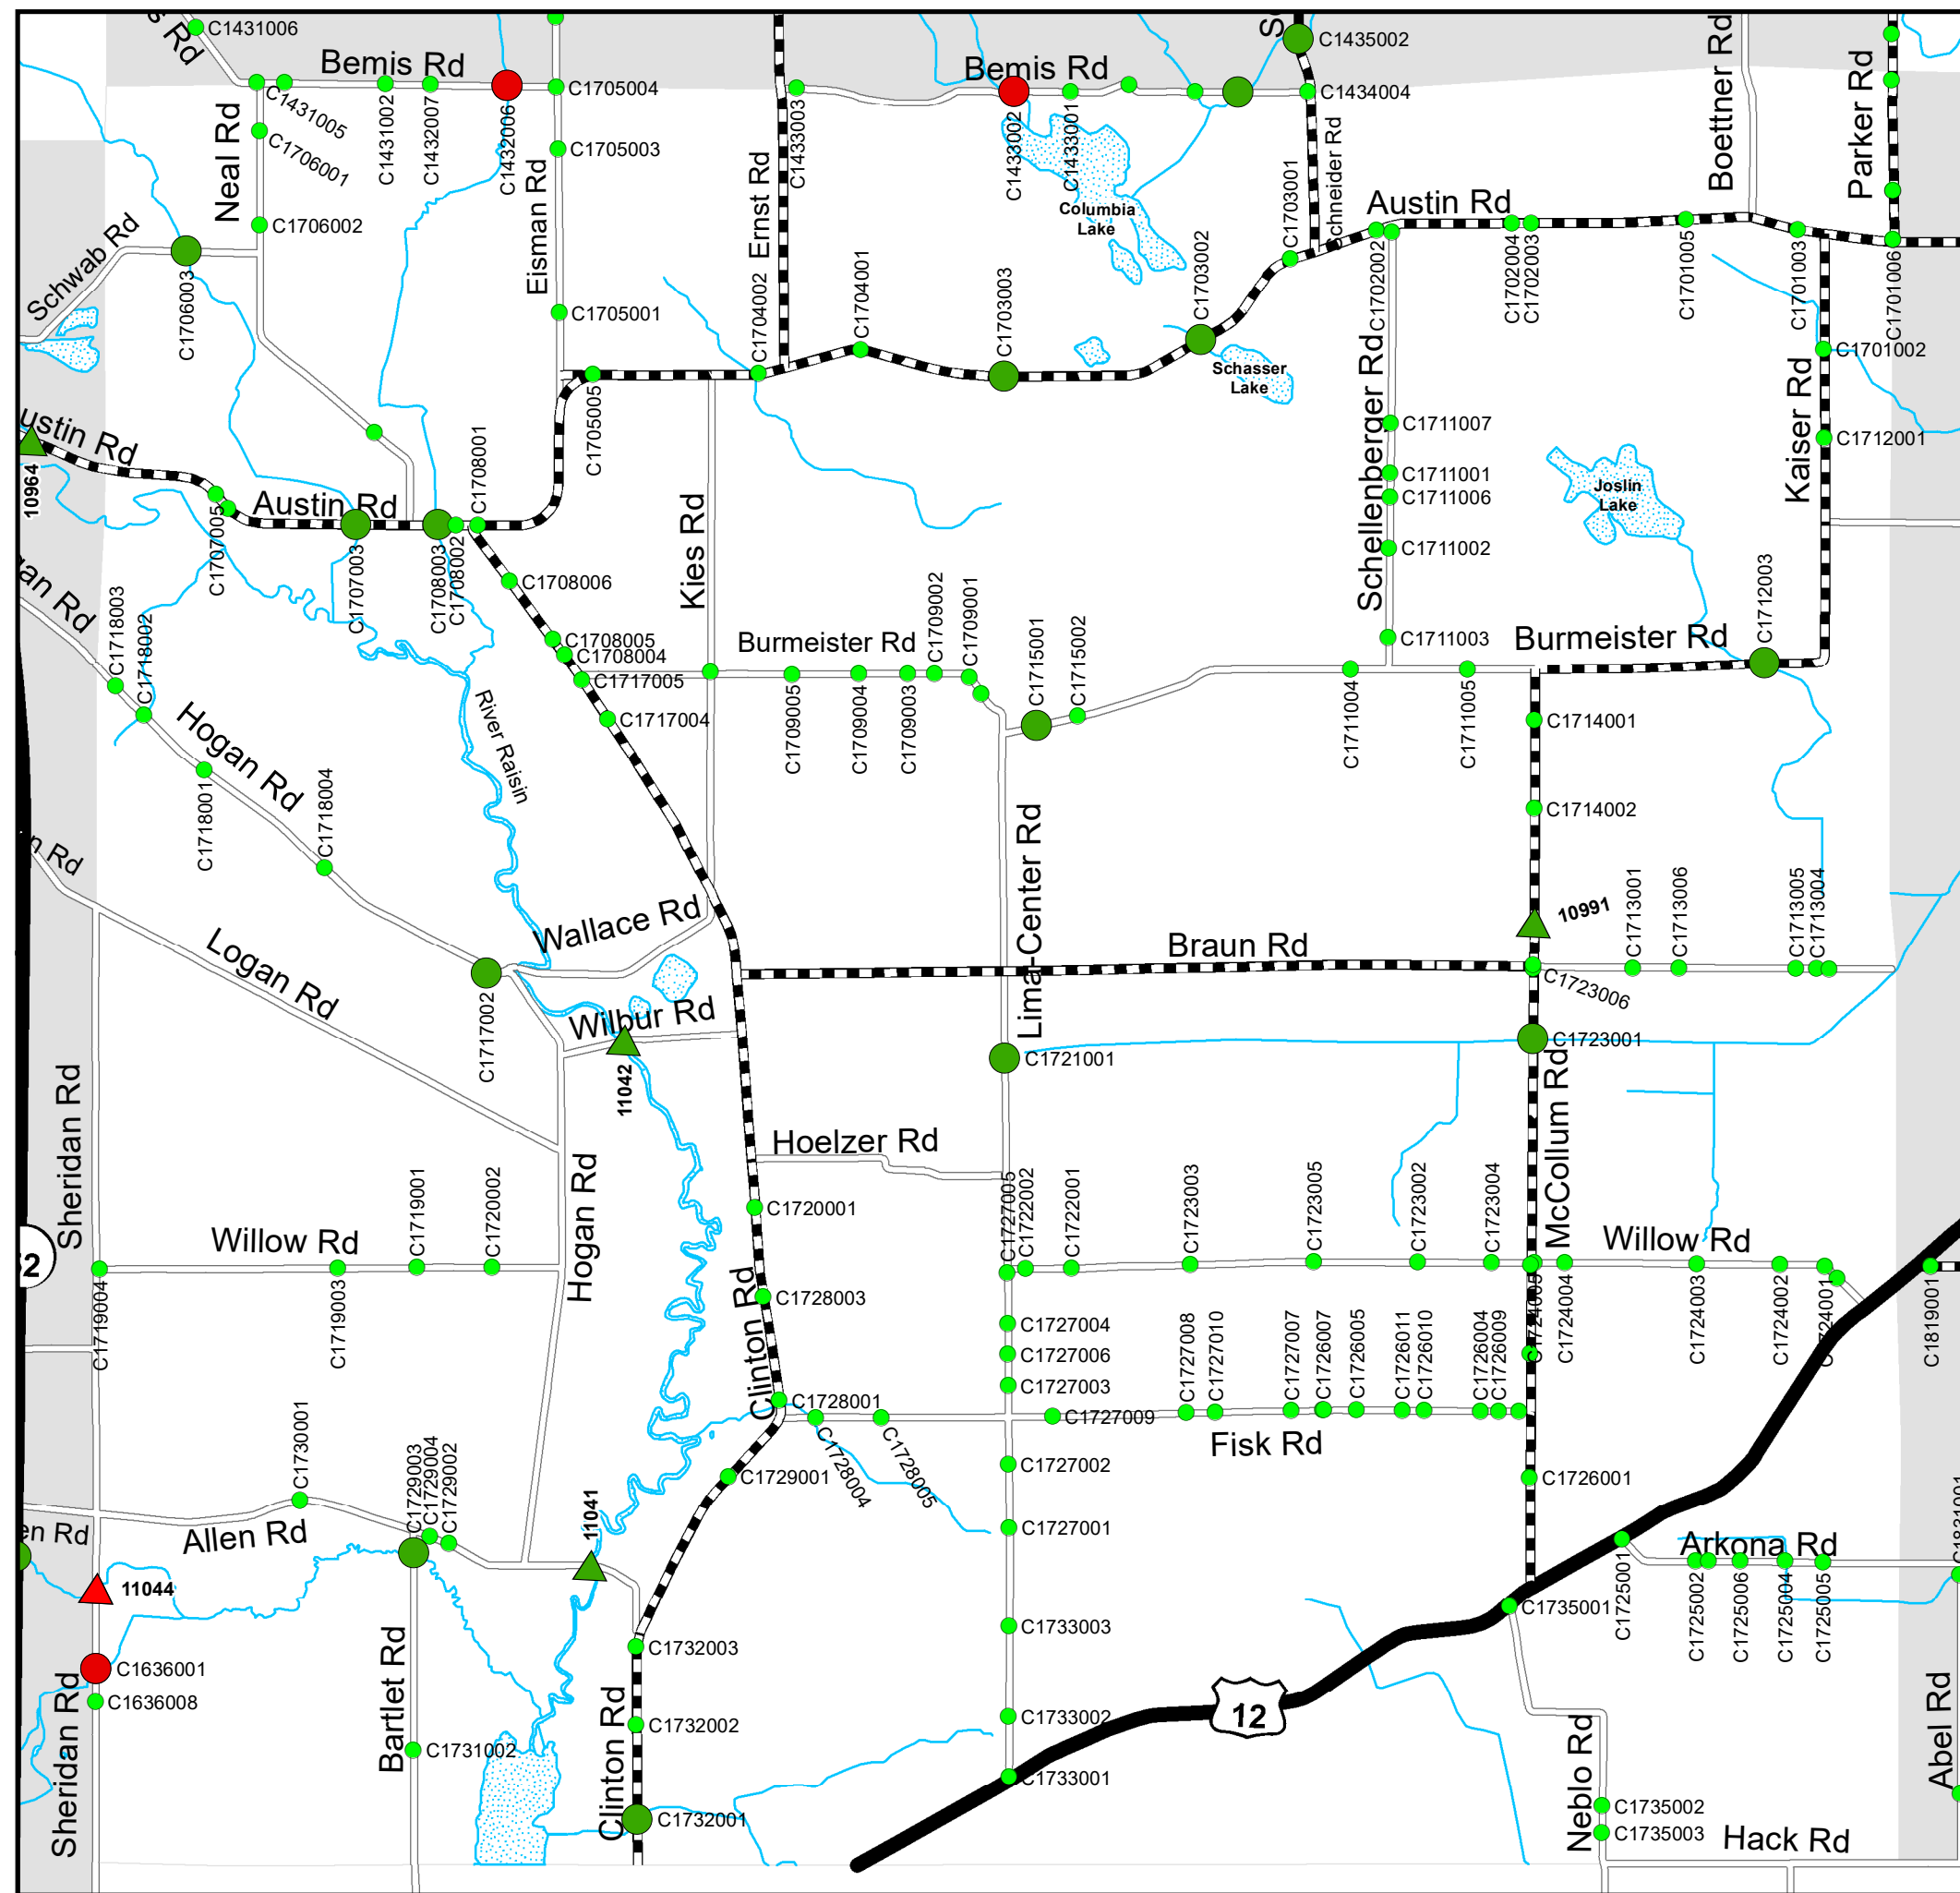 s Rd
C1431006
Bemis Rd
C1431005
C1431002
C1432007
C1432006
C1705004
C1433003
Bemis Rd
C1433002
C1433001
C1435002
C1434004
Schneider Rd
Boettner Rd
Parker Rd
Neal Rd
C1706001
C1706002
Eisman Rd
C1705003
C1705001
Ernst Rd
Columbia
Lake
C1703001
Austin Rd
C1702002
C1702004
C1702003
C1701005
C1701003
C1701006
Schwab Rd
C1706003
C1704002
C1704001
C1703003
C1703002
Schasser
Lake
C1701002
Kaiser Rd
C1712001
Schellenberger Rd
C1711007
C1711001
C1711006
C1711002
C1711003
Joslin
Lake
ustin Rd
10964
C1707005
Austin Rd
C1707003
C1708003
C1708002
C1708001
C1705005
Kies Rd
C1708006
C1708005
C1708004
C1717005
C1717004
Burmeister Rd
C1709005
C1709004
C1709003
C1709002
C1709001
C1715001
C1715002
C1711004
C1711005
Burmeister Rd
C1712003
C1714001
C1714002
gan Rd
C1718003
C1718002
Hogan Rd
C1718001
C1718004
River Raisin
n Rd
Logan Rd
Wallace Rd
C1717002
Wilbur Rd
11042
Lima-Center Rd
Braun Rd
10991
C1713001
C1713006
C1713005
C1713004
C1723006
C1723001
C1721001
McCollum Rd
Sheridan Rd
Hoelzer Rd
C1720001
Hogan Rd
Willow Rd
C1719004
C1719003
C1719001
C1720002
52
Clinton Rd
C1728003
C1728001
C1727005
C1722002
C1722001
C1723003
C1723005
C1723002
C1723004
Willow Rd
C1724005
C1724004
C1724003
C1724002
C1724001
C1819001
C1727004
C1727006
C1727003
C1727009
C1727008
C1727010
C1727007
C1726007
C1726005
C1726011
C1726010
C1726004
C1726009
Fisk Rd
C1728004
C1728005
C1729001
C1727002
C1727001
C1726001
C1730001
C1729003
C1729004
C1729002
11041
en Rd
Allen Rd
11044
C1636001
C1636008
Sheridan Rd
Bartlet Rd
C1731002
C1732003
C1732002
C1732001
Clinton Rd
C1733003
C1733002
C1733001
12
C1735001
C1725001
Arkona Rd
C1725002
C1725006
C1725004
C1725005
C1831001
Neblo Rd
C1735002
C1735003
Hack Rd
Abel Rd